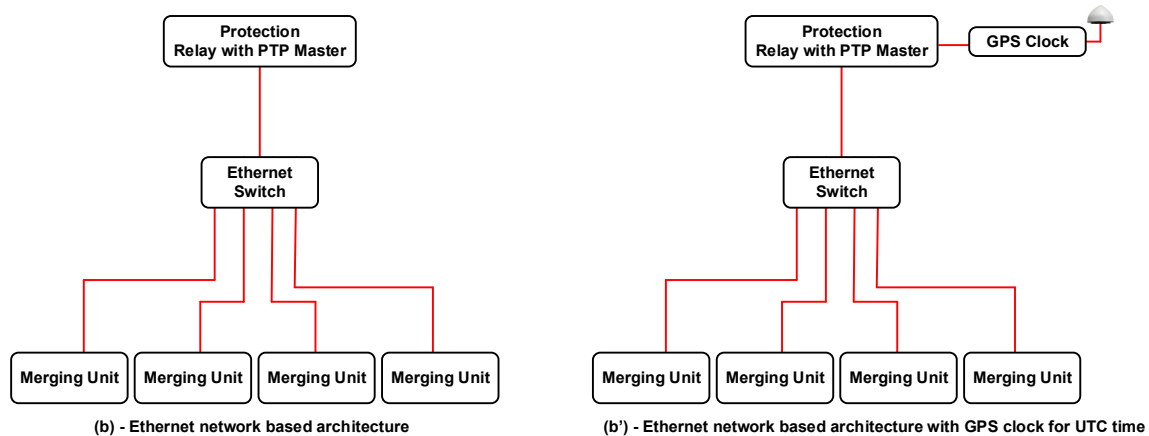 Protection
Relay with PTP Master
Ethernet
Switch
Merging Unit
Merging Unit
Merging Unit
Merging Unit
(b) - Ethernet network based architecture
Protection
Relay with PTP Master
GPS Clock
Ethernet
Switch
Merging Unit
Merging Unit
Merging Unit
Merging Unit
(b’) - Ethernet network based architecture with GPS clock for UTC time